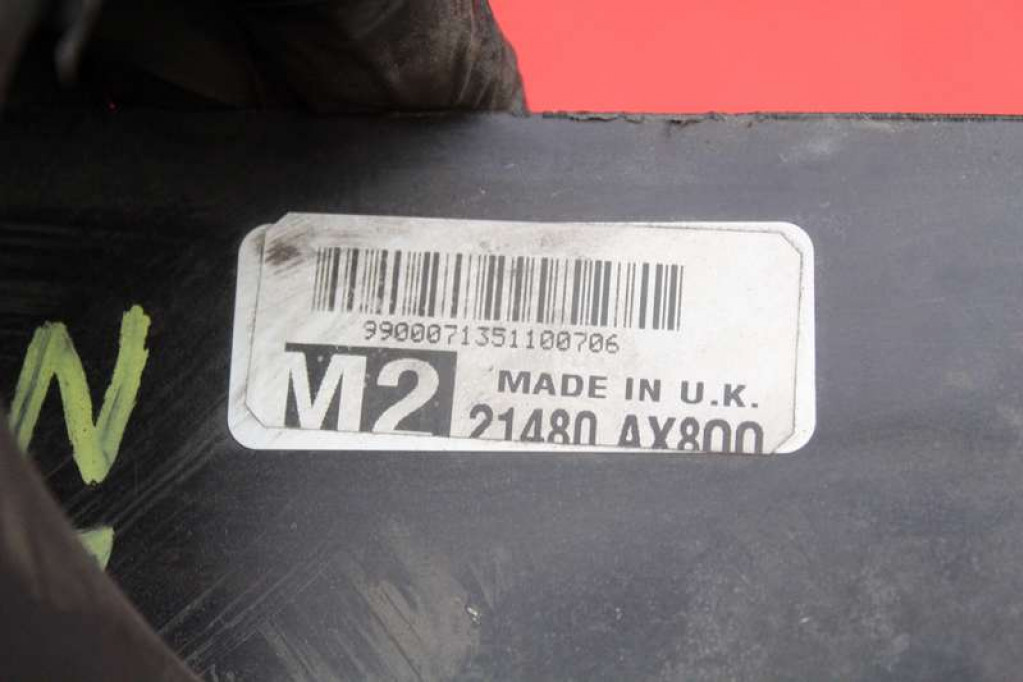 9900071351100706
M2 MADE IN U.K.
21480 AX800
N